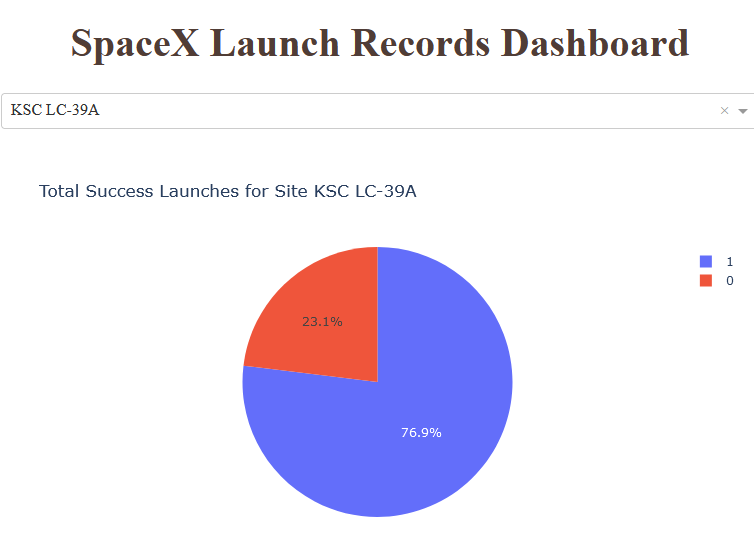 SpaceX Launch Records Dashboard
KSC LC-39A ×
Total Success Launches for Site KSC LC-39A
1
0
23.1%
76.9%